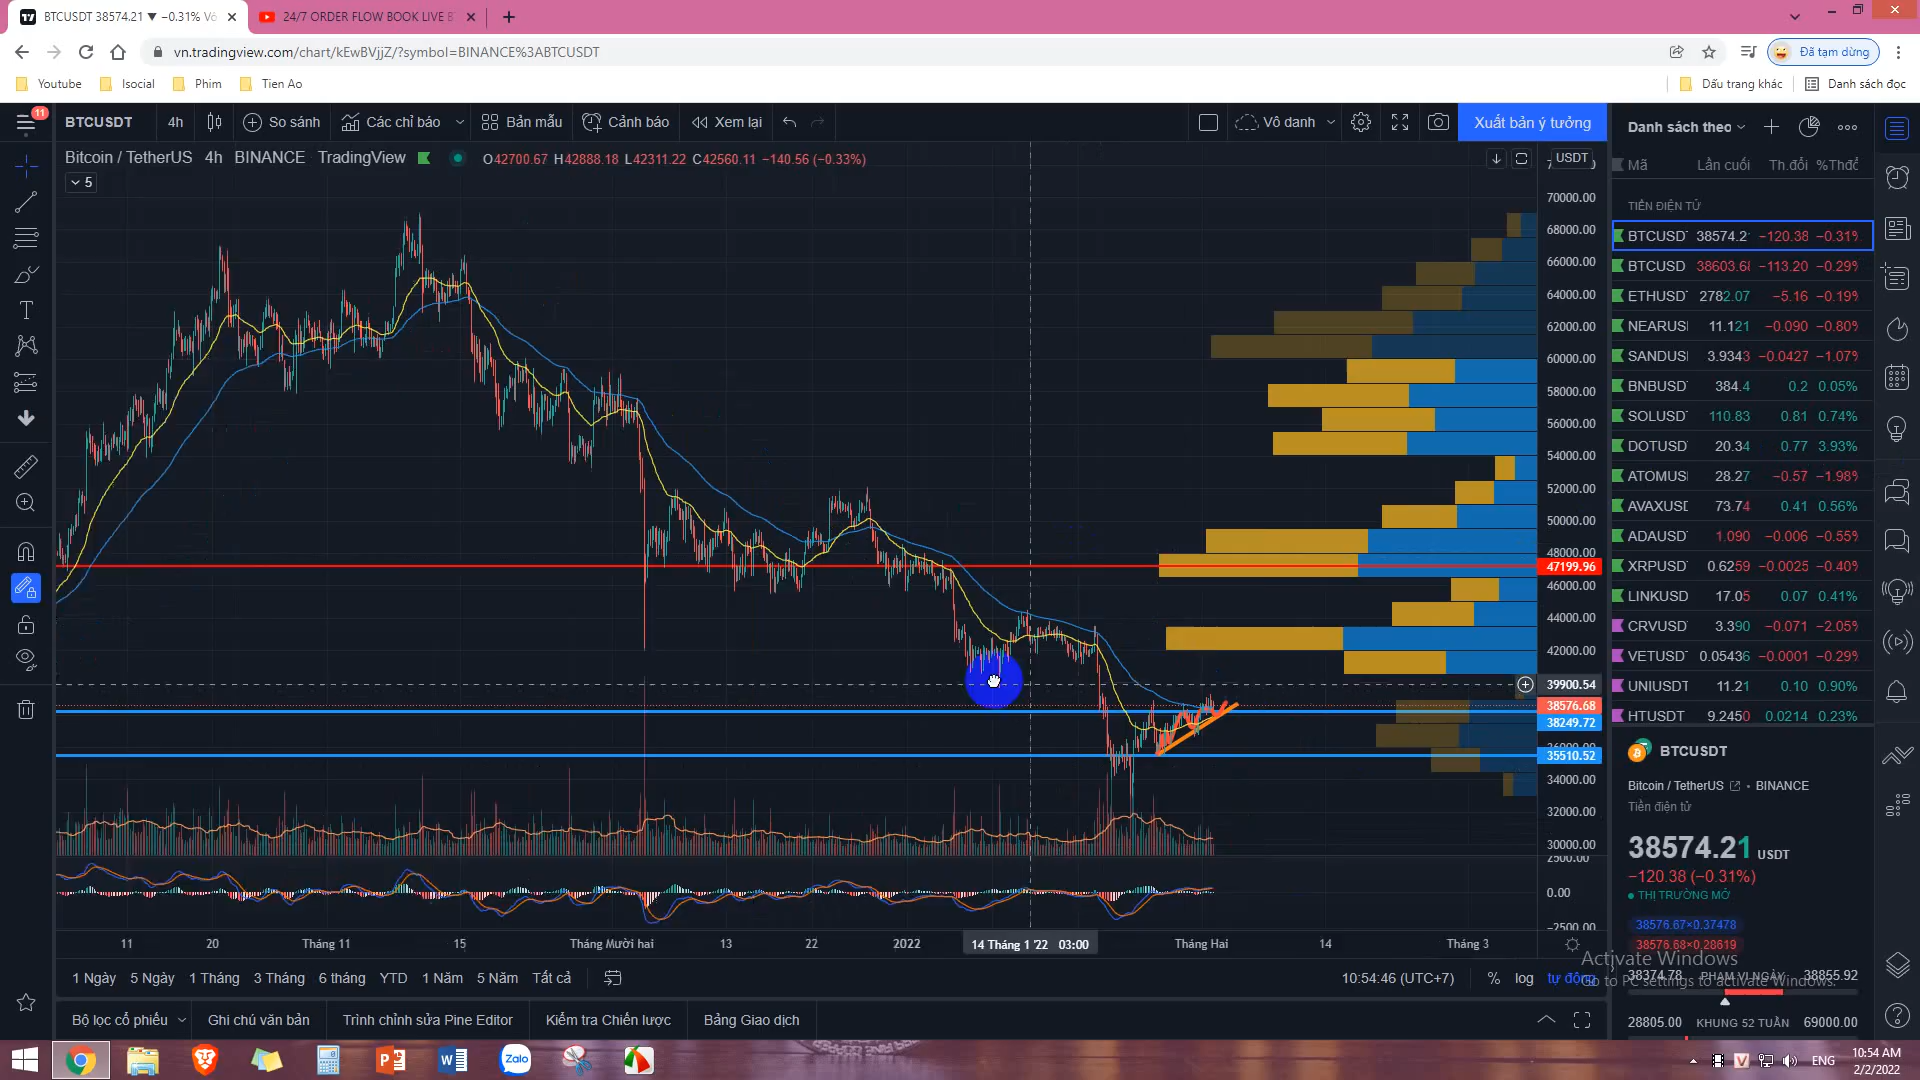 BTCUSDT 38574.21 ▼ −0.31% Vô
24/7 ORDER FLOW BOOK LIVE B
vn.tradingview.com/chart/kEwBVjjZ/?symbol=BINANCE%3ABTCUSDT
Đã tạm dừng
Youtube
Isocial
Phim
Tien Ao
Dấu trang khác
Danh sách đọc
11
BTCUSDT
4h
So sánh
Các chỉ báo
Bản mẫu
Cảnh báo
Xem lại
Vô danh
Xuất bản ý tưởng
Bitcoin / TetherUS 4h BINANCE TradingView
O42700.67 H42888.18 L42311.22 C42560.11 −140.56 (−0.33%)
5
USDT
70000.00
68000.00
66000.00
64000.00
62000.00
60000.00
58000.00
56000.00
54000.00
52000.00
50000.00
48000.00
47199.96
46000.00
44000.00
42000.00
39900.54
38576.68
38249.72
36000.00
35510.52
34000.00
32000.00
30000.00
2500.00
0.00
−2500.00
11
20
Tháng 11
15
Tháng Mười hai
13
22
2022
14 Tháng 1 '22 03:00
Tháng Hai
14
Tháng 3
1 Ngày
5 Ngày
1 Tháng
3 Tháng
6 tháng
YTD
1 Năm
5 Năm
Tất cả
10:54:46 (UTC+7)
%
log
tự động
Bộ lọc cổ phiếu
Ghi chú văn bản
Trình chỉnh sửa Pine Editor
Kiểm tra Chiến lược
Bảng Giao dịch
Danh sách theo
Mã Lần cuối Th.đổi %Thđổ
TIỀN ĐIỆN TỬ
BTCUSD 38574.2 −120.38 −0.31%
BTCUSD 38603.6 −113.20 −0.29%
ETHUSD 2782.07 −5.16 −0.19%
NEARUS 11.121 −0.090 −0.80%
SANDUS 3.9343 −0.0427 −1.07%
BNBUSD 384.4 0.2 0.05%
SOLUSD 110.83 0.81 0.74%
DOTUSD 20.34 0.77 3.93%
ATOMUS 28.27 −0.57 −1.98%
AVAXUSD 73.74 0.41 0.56%
ADAUSD 1.090 −0.006 −0.55%
XRPUSD 0.6259 −0.0025 −0.40%
LINKUSD 17.05 0.07 0.41%
CRVUSD 3.390 −0.071 −2.05%
VETUSD 0.05436 −0.0001 −0.29%
UNIUSD 11.21 0.10 0.90%
HTUSDT 9.2450 0.0214 0.23%
BTCUSDT
Bitcoin / TetherUS • BINANCE
Tiền điện tử
38574.21 USDT
−120.38 (−0.31%)
THỊ TRƯỜNG MỞ
38576.67×0.37478
38576.68×0.28619
38374.78 PHẠM VI NGÀY 38855.92
28805.00 KHUNG 52 TUẦN 69000.00
Activate Windows
Go to PC settings to activate Windows.
Zalo
ENG
10:54 AM
2/2/2022